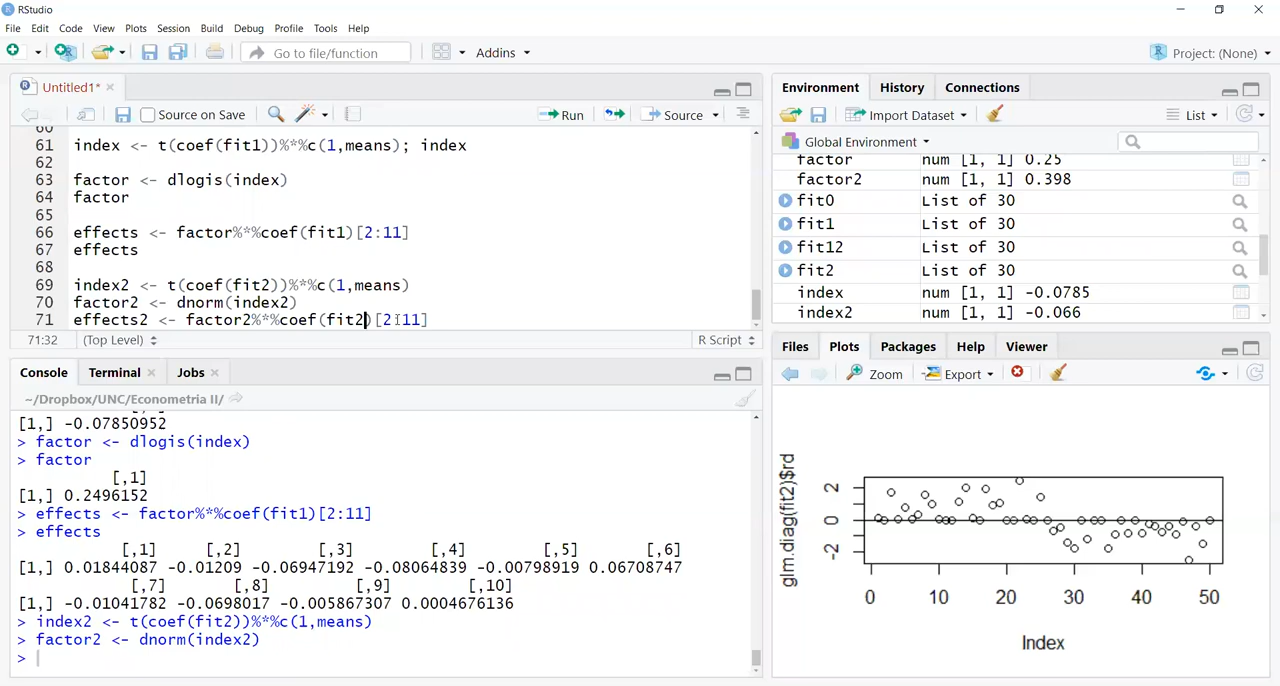 RStudio
File Edit Code View Plots Session Build Debug Profile Tools Help
Go to file/function Addins Project: (None)
Untitled1*
Source on Save Run Source
60
61 index <- t(coef(fit1))%*%c(1,means); index
62
63 factor <- dlogis(index)
64 factor
65
66 effects <- factor%*%coef(fit1)[2:11]
67 effects
68
69 index2 <- t(coef(fit2))%*%c(1,means)
70 factor2 <- dnorm(index2)
71 effects2 <- factor2%*%coef(fit2)[2:11]
71:32 (Top Level) R Script
Console Terminal Jobs
~/Dropbox/UNC/Econometria II/
[1,] -0.07850952
> factor <- dlogis(index)
> factor
[,1]
[1,] 0.2496152
> effects <- factor%*%coef(fit1)[2:11]
> effects
[,1] [,2] [,3] [,4] [,5] [,6]
[1,] 0.01844087 -0.01209 -0.06947192 -0.08064839 -0.00798919 0.06708747
[,7] [,8] [,9] [,10]
[1,] -0.01041782 -0.0698017 -0.005867307 0.0004676136
> index2 <- t(coef(fit2))%*%c(1,means)
> factor2 <- dnorm(index2)
>
Environment History Connections
Import Dataset List
Global Environment
factor num [1, 1] 0.25
factor2 num [1, 1] 0.398
fit0 List of 30
fit1 List of 30
fit12 List of 30
fit2 List of 30
index num [1, 1] -0.0785
index2 num [1, 1] -0.066
Files Plots Packages Help Viewer
Zoom Export
glm.diag(fit2)$rd
2
0
-2
0 10 20 30 40 50
Index